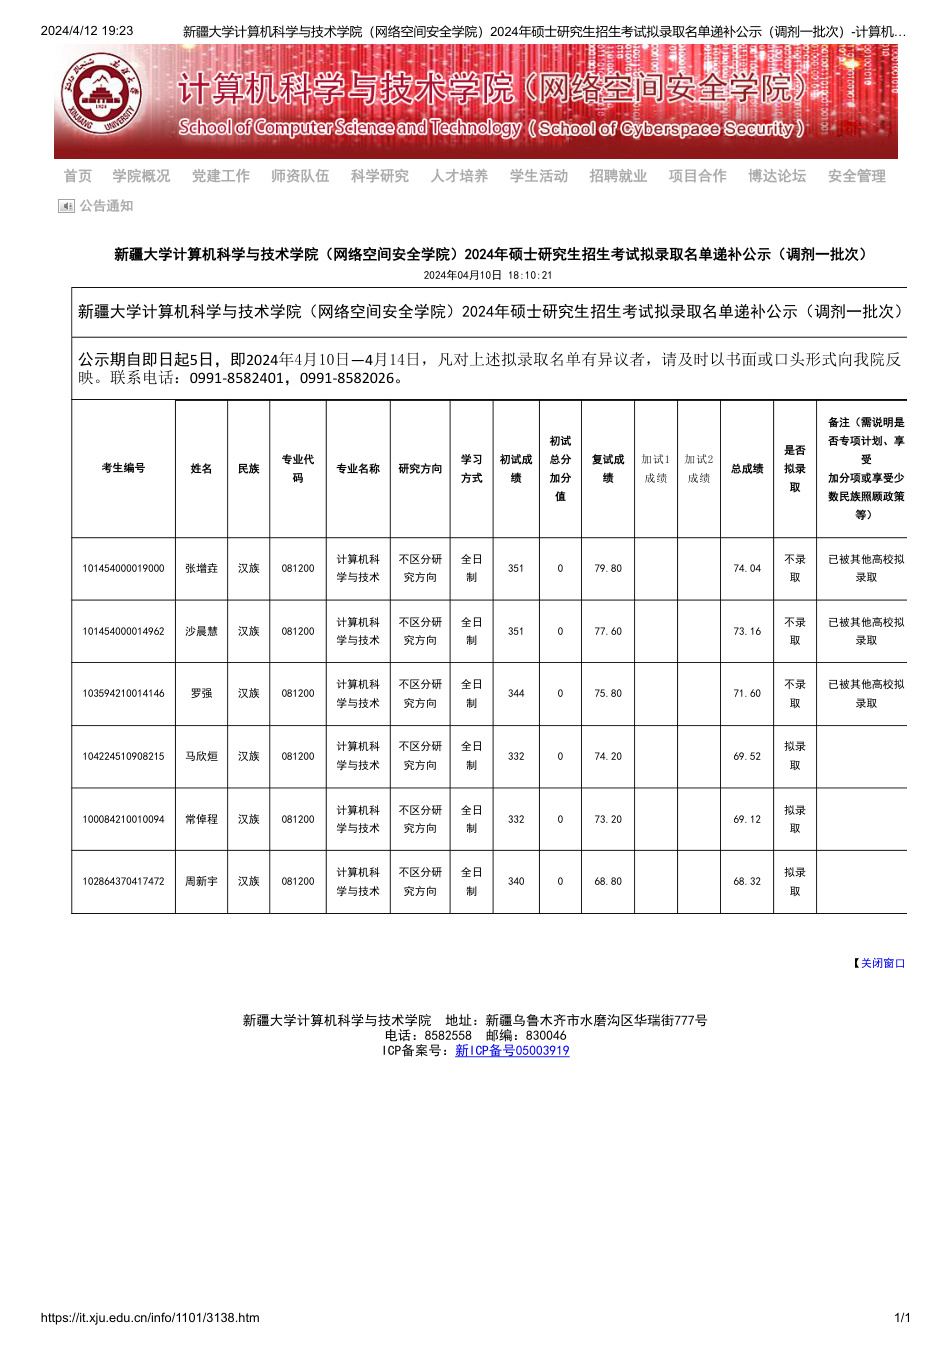 2024/4/12 19:23
新疆大学计算机科学与技术学院（网络空间安全学院）2024年硕士研究生招生考试拟录取名单递补公示（调剂一批次）-计算机…
计算机科学与技术学院（网络空间安全学院）
School of Computer Science and Technology ( School of Cyberspace Security )
XINJIANG UNIVERSITY
1924
首页 学院概况 党建工作 师资队伍 科学研究 人才培养 学生活动 招聘就业 项目合作 博达论坛 安全管理
公告通知
新疆大学计算机科学与技术学院（网络空间安全学院）2024年硕士研究生招生考试拟录取名单递补公示（调剂一批次）
2024年04月10日 18:10:21
新疆大学计算机科学与技术学院（网络空间安全学院）2024年硕士研究生招生考试拟录取名单递补公示（调剂一批次）
公示期自即日起5日，即2024年4月10日—4月14日，凡对上述拟录取名单有异议者，请及时以书面或口头形式向我院反
映。联系电话：0991-8582401，0991-8582026。
考生编号 姓名 民族 专业代码 专业名称 研究方向 学习方式 初试成绩 初试总分加分值 复试成绩 加试1成绩 加试2成绩 总成绩 是否拟录取 备注（需说明是否专项计划、享受加分项或享受少数民族照顾政策等）
101454000019000 张增垚 汉族 081200 计算机科学与技术 不区分研究方向 全日制 351 0 79.80 74.04 不录取 已被其他高校拟录取
101454000014962 沙晨慧 汉族 081200 计算机科学与技术 不区分研究方向 全日制 351 0 77.60 73.16 不录取 已被其他高校拟录取
103594210014146 罗强 汉族 081200 计算机科学与技术 不区分研究方向 全日制 344 0 75.80 71.60 不录取 已被其他高校拟录取
104224510908215 马欣烜 汉族 081200 计算机科学与技术 不区分研究方向 全日制 332 0 74.20 69.52 拟录取
100084210010094 常倬程 汉族 081200 计算机科学与技术 不区分研究方向 全日制 332 0 73.20 69.12 拟录取
102864370417472 周新宇 汉族 081200 计算机科学与技术 不区分研究方向 全日制 340 0 68.80 68.32 拟录取
【关闭窗口
新疆大学计算机科学与技术学院 地址：新疆乌鲁木齐市水磨沟区华瑞街777号
电话：8582558 邮编：830046
ICP备案号：新ICP备号05003919
https://it.xju.edu.cn/info/1101/3138.htm
1/1